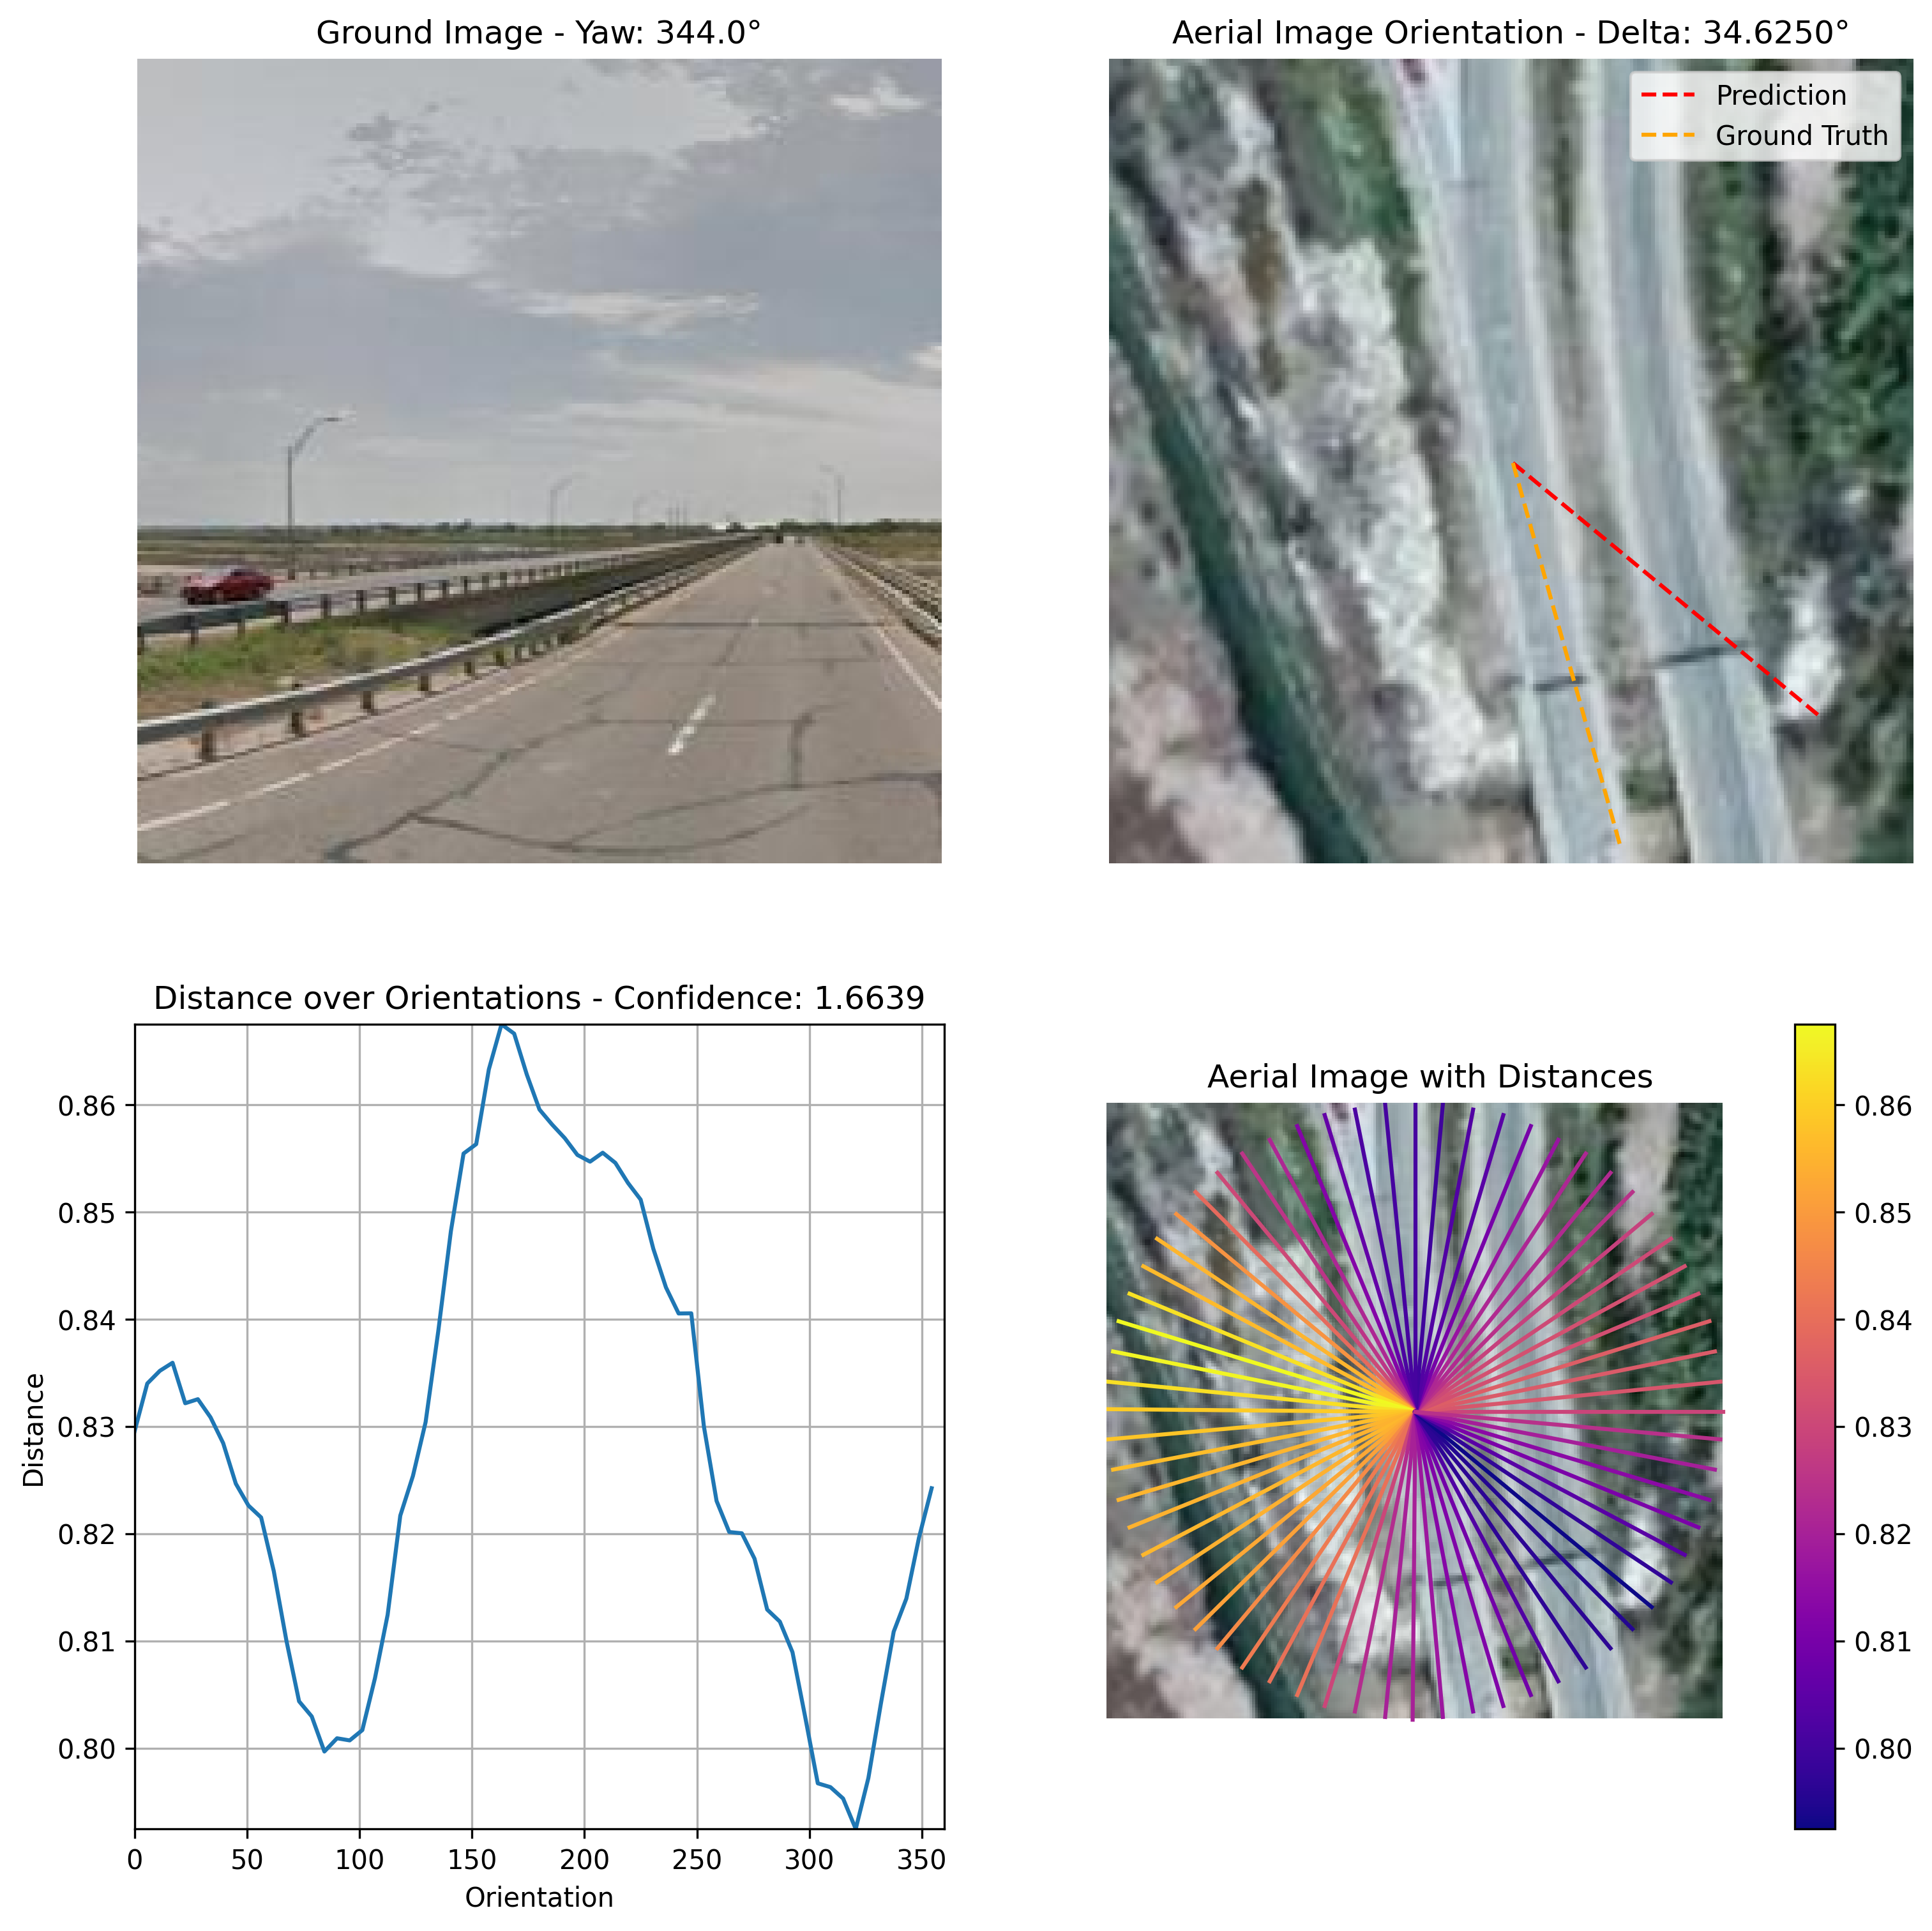 Ground Image - Yaw: 344.0°
Aerial Image Orientation - Delta: 34.6250°
Prediction
Ground Truth
Distance over Orientations - Confidence: 1.6639
0.86
0.85
0.84
0.83
0.82
0.81
0.80
Distance
0
50
100
150
200
250
300
350
Orientation
Aerial Image with Distances
0.86
0.85
0.84
0.83
0.82
0.81
0.80